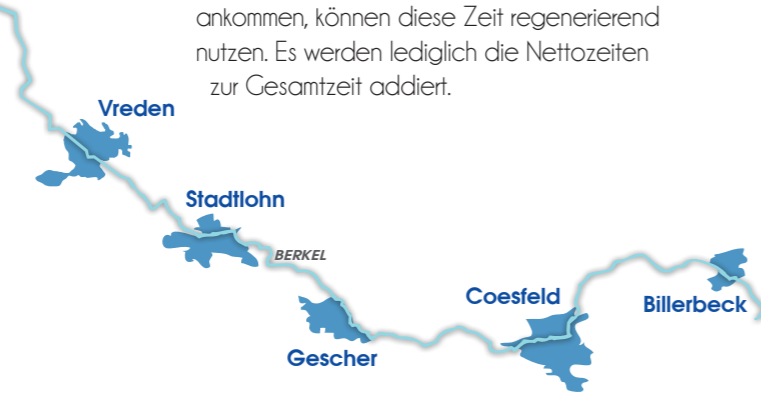 ankommen, können diese Zeit regenerierend
nutzen. Es werden lediglich die Nettozeiten
zur Gesamtzeit addiert.
Vreden
Stadtlohn
BERKEL
Coesfeld
Billerbeck
Gescher